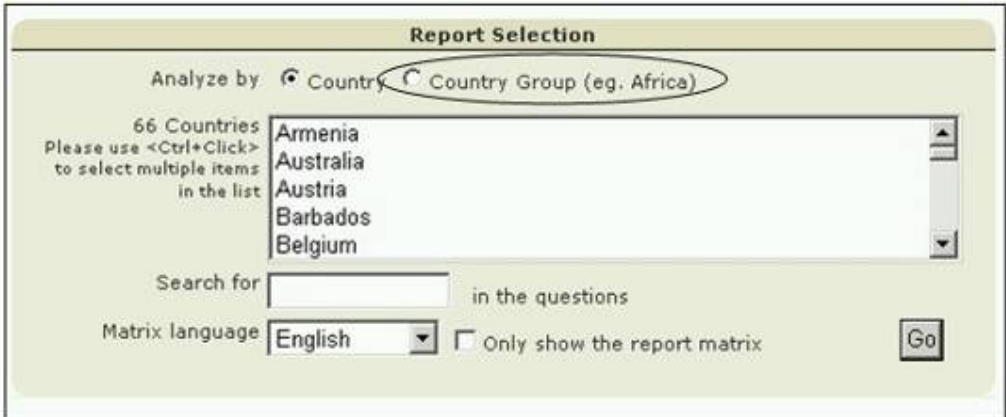 Report Selection
Analyze by Country Country Group (eg. Africa)
66 Countries
Please use <Ctrl+Click>
to select multiple items
in the list
Armenia
Australia
Austria
Barbados
Belgium
Search for in the questions
Matrix language English Only show the report matrix Go